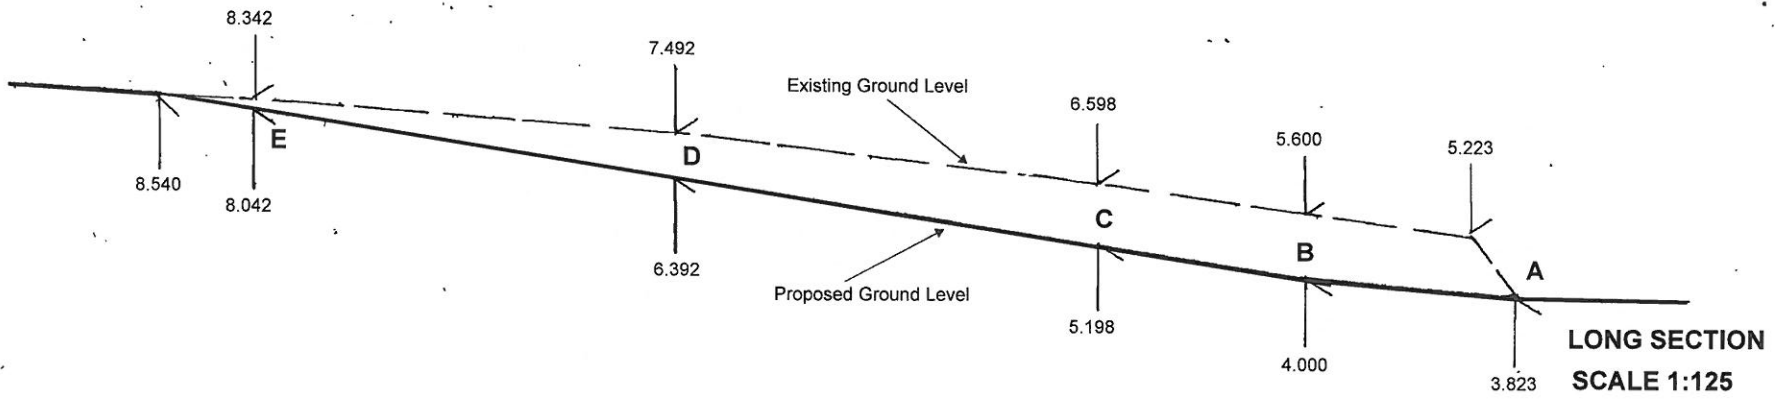 8.342
7.492
Existing Ground Level
6.598
5.600
5.223
E
D
8.540
8.042
C
B
A
6.392
Proposed Ground Level
5.198
4.000
3.823
LONG SECTION
SCALE 1:125